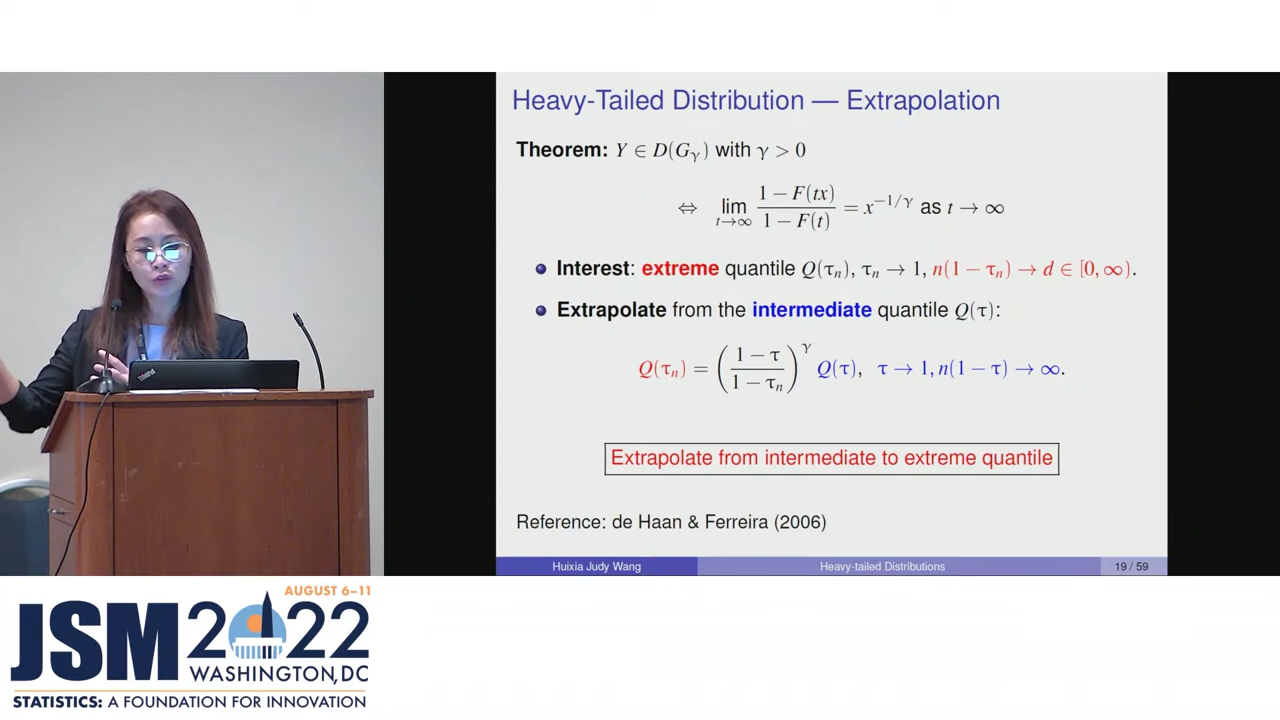 Heavy-Tailed Distribution — Extrapolation
Theorem: Y ∈ D(G_γ) with γ > 0
⇔ lim_{t→∞} (1 − F(tx)) / (1 − F(t)) = x^{−1/γ} as t → ∞
Interest: extreme quantile Q(τ_n), τ_n → 1, n(1 − τ_n) → d ∈ [0, ∞).
Extrapolate from the intermediate quantile Q(τ):
Q(τ_n) = ((1 − τ) / (1 − τ_n))^γ Q(τ), τ → 1, n(1 − τ) → ∞.
Extrapolate from intermediate to extreme quantile
Reference: de Haan & Ferreira (2006)
Huixia Judy Wang Heavy-tailed Distributions 19 / 59
ThinkPad
AUGUST 6–11
JSM 2022
WASHINGTON, DC
STATISTICS: A FOUNDATION FOR INNOVATION